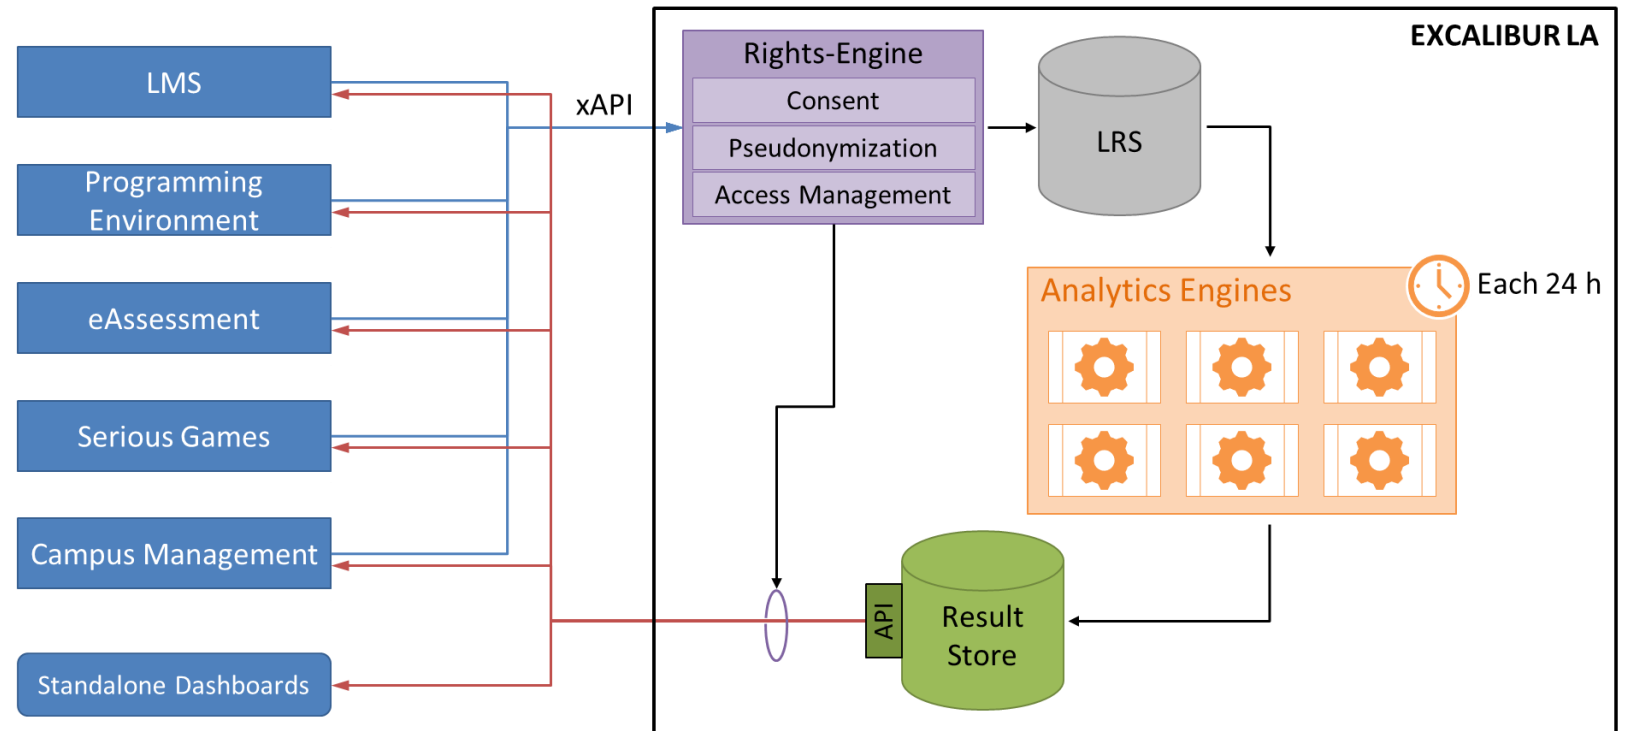 EXCALIBUR LA
LMS
Programming
Environment
eAssessment
Serious Games
Campus Management
Standalone Dashboards
xAPI
Rights-Engine
Consent
Pseudonymization
Access Management
LRS
Analytics Engines
Each 24 h
API
Result
Store